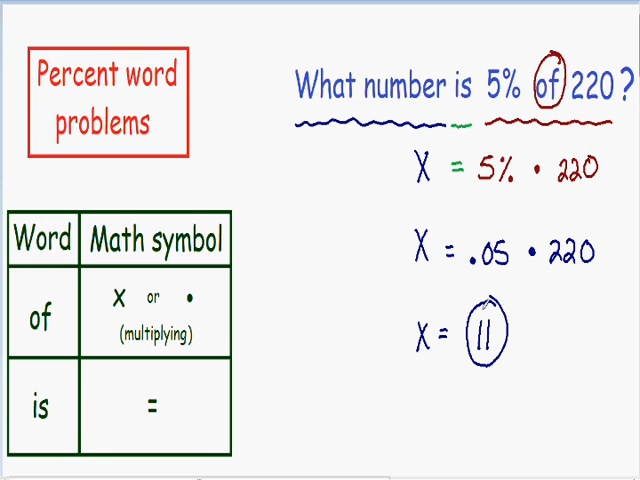 Percent word
problems
What number is 5% of 220?
X = 5% • 220
X = .05 • 220
X = 11
Word Math symbol
of x or •
(multiplying)
is =